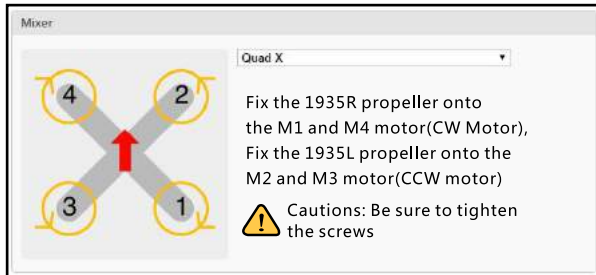 Mixer
Quad X
4
2
3
1
Fix the 1935R propeller onto
the M1 and M4 motor(CW Motor),
Fix the 1935L propeller onto the
M2 and M3 motor(CCW motor)
Cautions: Be sure to tighten
the screws